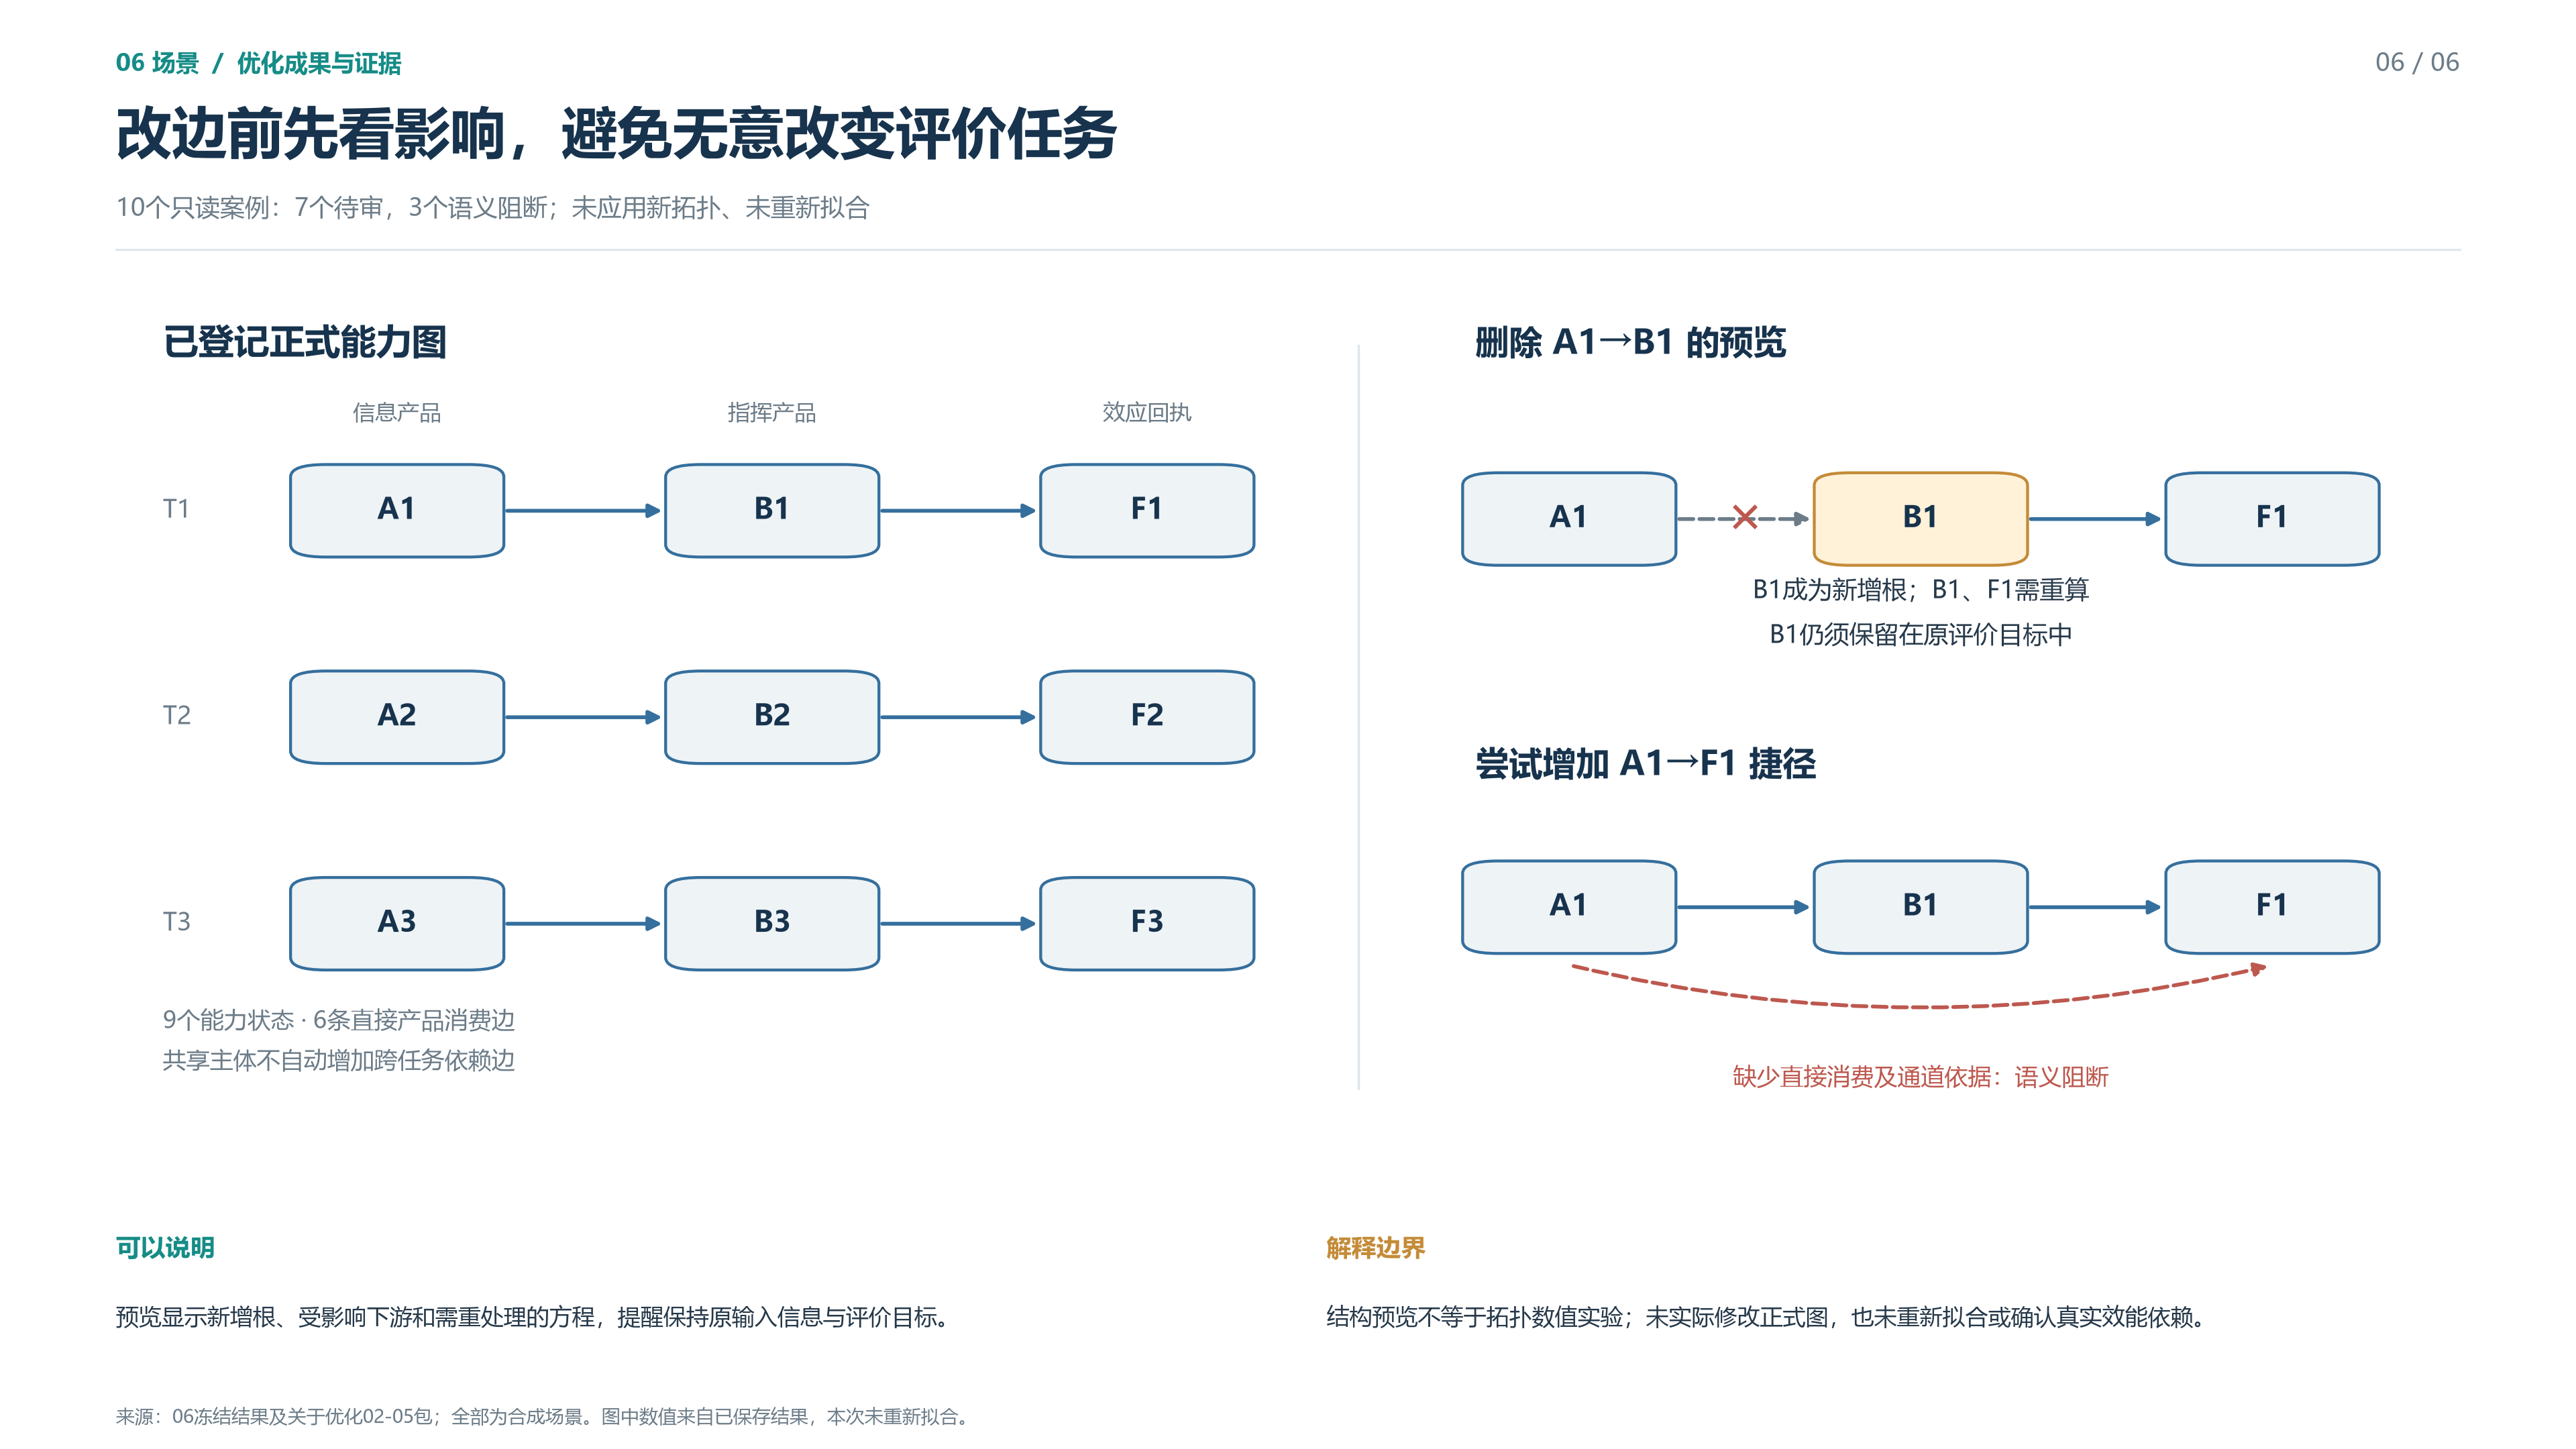 06 场景 / 优化成果与证据
06 / 06
改边前先看影响，避免无意改变评价任务
10个只读案例：7个待审，3个语义阻断；未应用新拓扑、未重新拟合
已登记正式能力图
信息产品 指挥产品 效应回执
T1 A1 B1 F1
T2 A2 B2 F2
T3 A3 B3 F3
9个能力状态 · 6条直接产品消费边
共享主体不自动增加跨任务依赖边
删除 A1→B1 的预览
A1 B1 F1
B1成为新增根；B1、F1需重算
B1仍须保留在原评价目标中
尝试增加 A1→F1 捷径
A1 B1 F1
缺少直接消费及通道依据：语义阻断
可以说明
预览显示新增根、受影响下游和需重处理的方程，提醒保持原输入信息与评价目标。
解释边界
结构预览不等于拓扑数值实验；未实际修改正式图，也未重新拟合或确认真实效能依赖。
来源：06冻结结果及关于优化02-05包；全部为合成场景。图中数值来自已保存结果，本次未重新拟合。